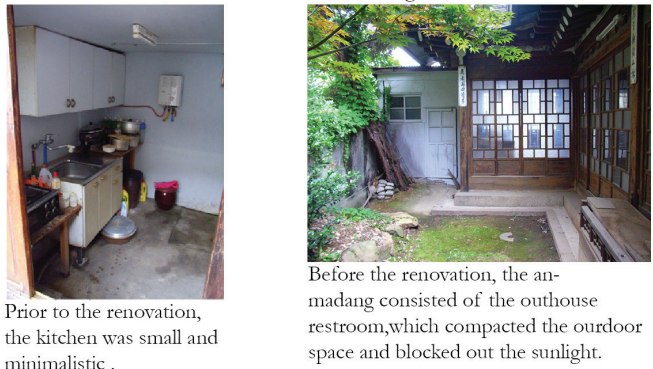 Prior to the renovation,
the kitchen was small and
minimalistic .
Before the renovation, the an-
madang consisted of the outhouse
restroom,which compacted the ourdoor
space and blocked out the sunlight.